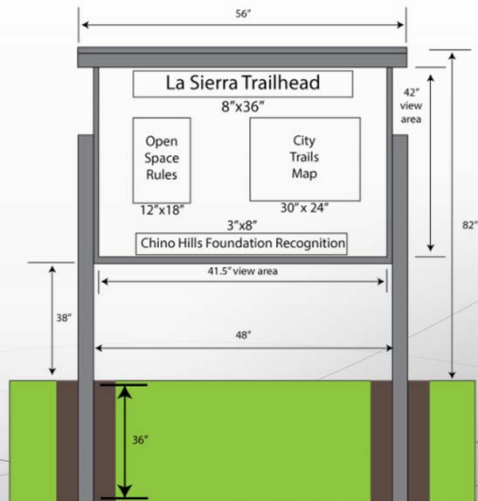 56"
La Sierra Trailhead
8"x36"
42"
view
area
Open
Space
Rules
City
Trails
Map
12"x18"
30" x 24"
82"
3"x8"
Chino Hills Foundation Recognition
41.5" view area
38"
48"
36"